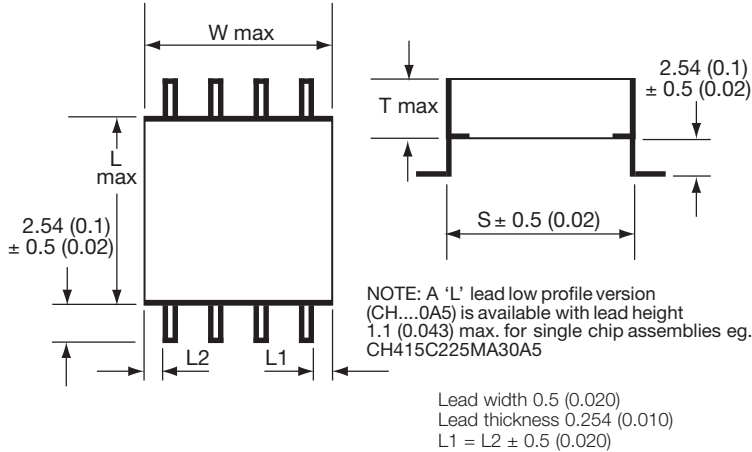 W max
L
max
2.54 (0.1)
± 0.5 (0.02)
L2
L1
T max
2.54 (0.1)
± 0.5 (0.02)
S ± 0.5 (0.02)
NOTE: A ‘L’ lead low profile version
(CH....0A5) is available with lead height
1.1 (0.043) max. for single chip assemblies eg.
CH415C225MA30A5
Lead width 0.5 (0.020)
Lead thickness 0.254 (0.010)
L1 = L2 ± 0.5 (0.020)